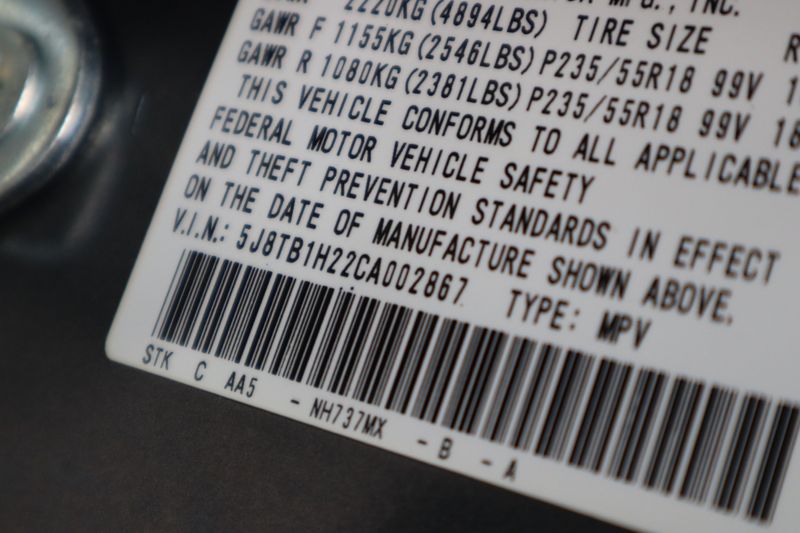 2220KG(4894LBS) TIRE SIZE
GAWR F 1155KG(2546LBS)P235/55R18 99V
GAWR R 1080KG(2381LBS)P235/55R18 99V
THIS VEHICLE CONFORMS TO ALL APPLICABLE
FEDERAL MOTOR VEHICLE SAFETY
AND THEFT PREVENTION STANDARDS IN EFFECT
ON THE DATE OF MANUFACTURE SHOWN ABOVE.
V.I.N.: 5J8TB1H22CA002867 TYPE: MPV
STK C AA5 - NH737MX - B - A